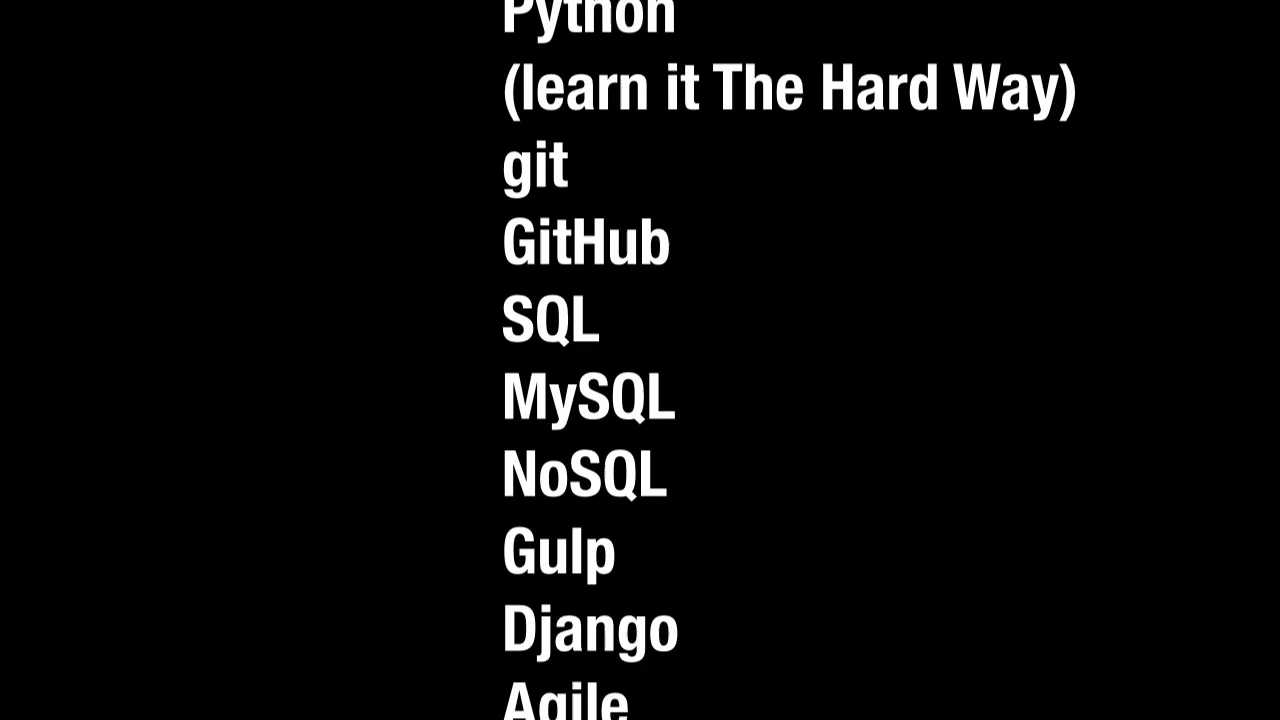 Python
(learn it The Hard Way)
git
GitHub
SQL
MySQL
NoSQL
Gulp
Django
Agile